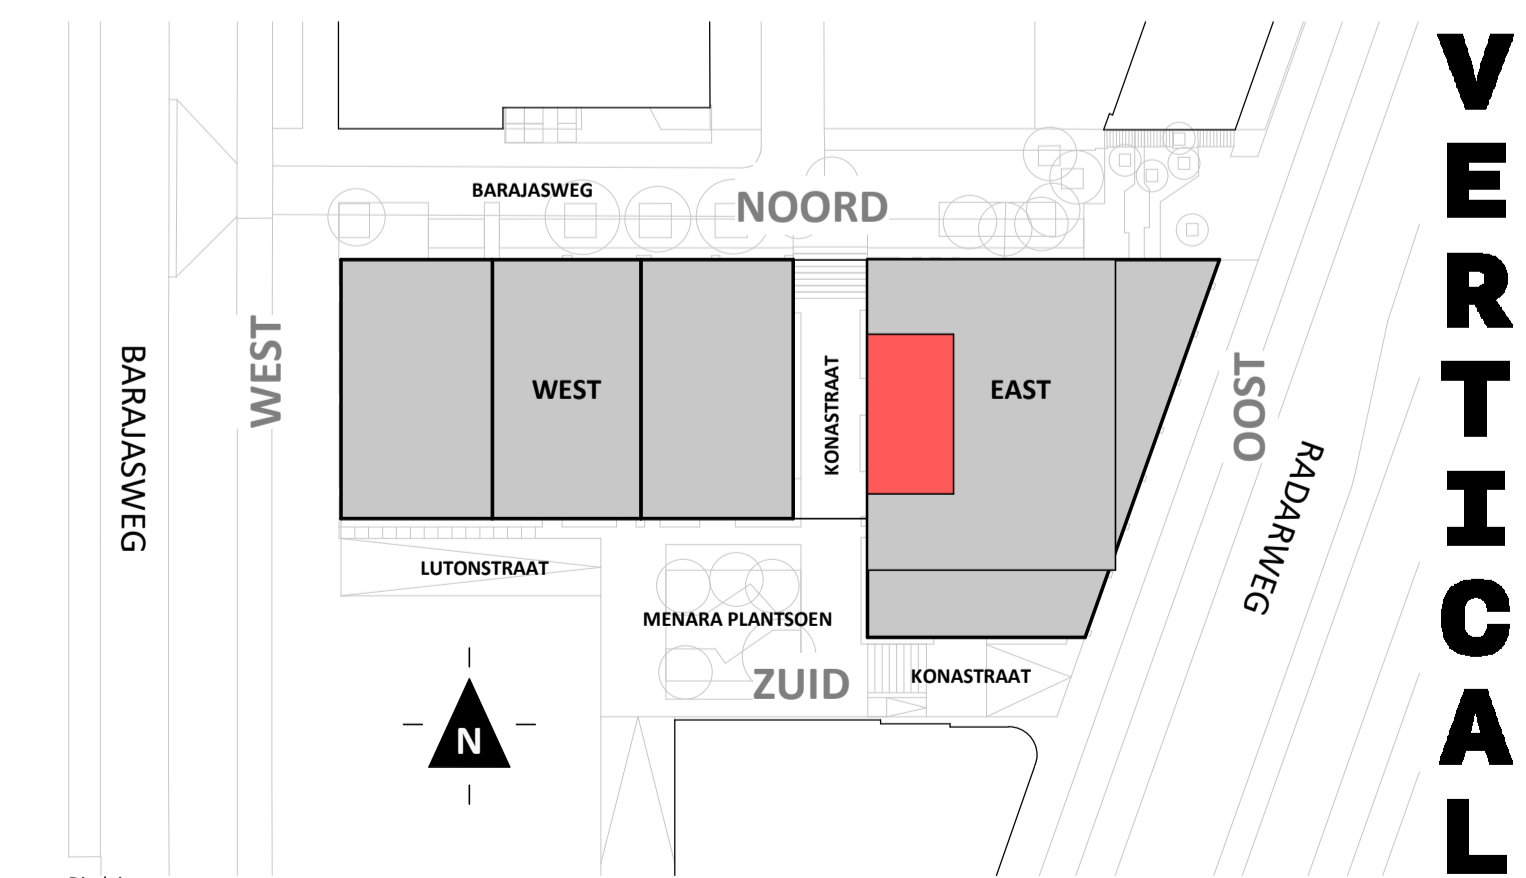 BARAJASWEG
NOORD
WEST
BARAJASWEG
WEST
KONASTRAAT
EAST
OOST
RADARWEG
LUTONSTRAAT
MENARA PLANTSOEN
ZUID
KONASTRAAT
N
VERTICAL